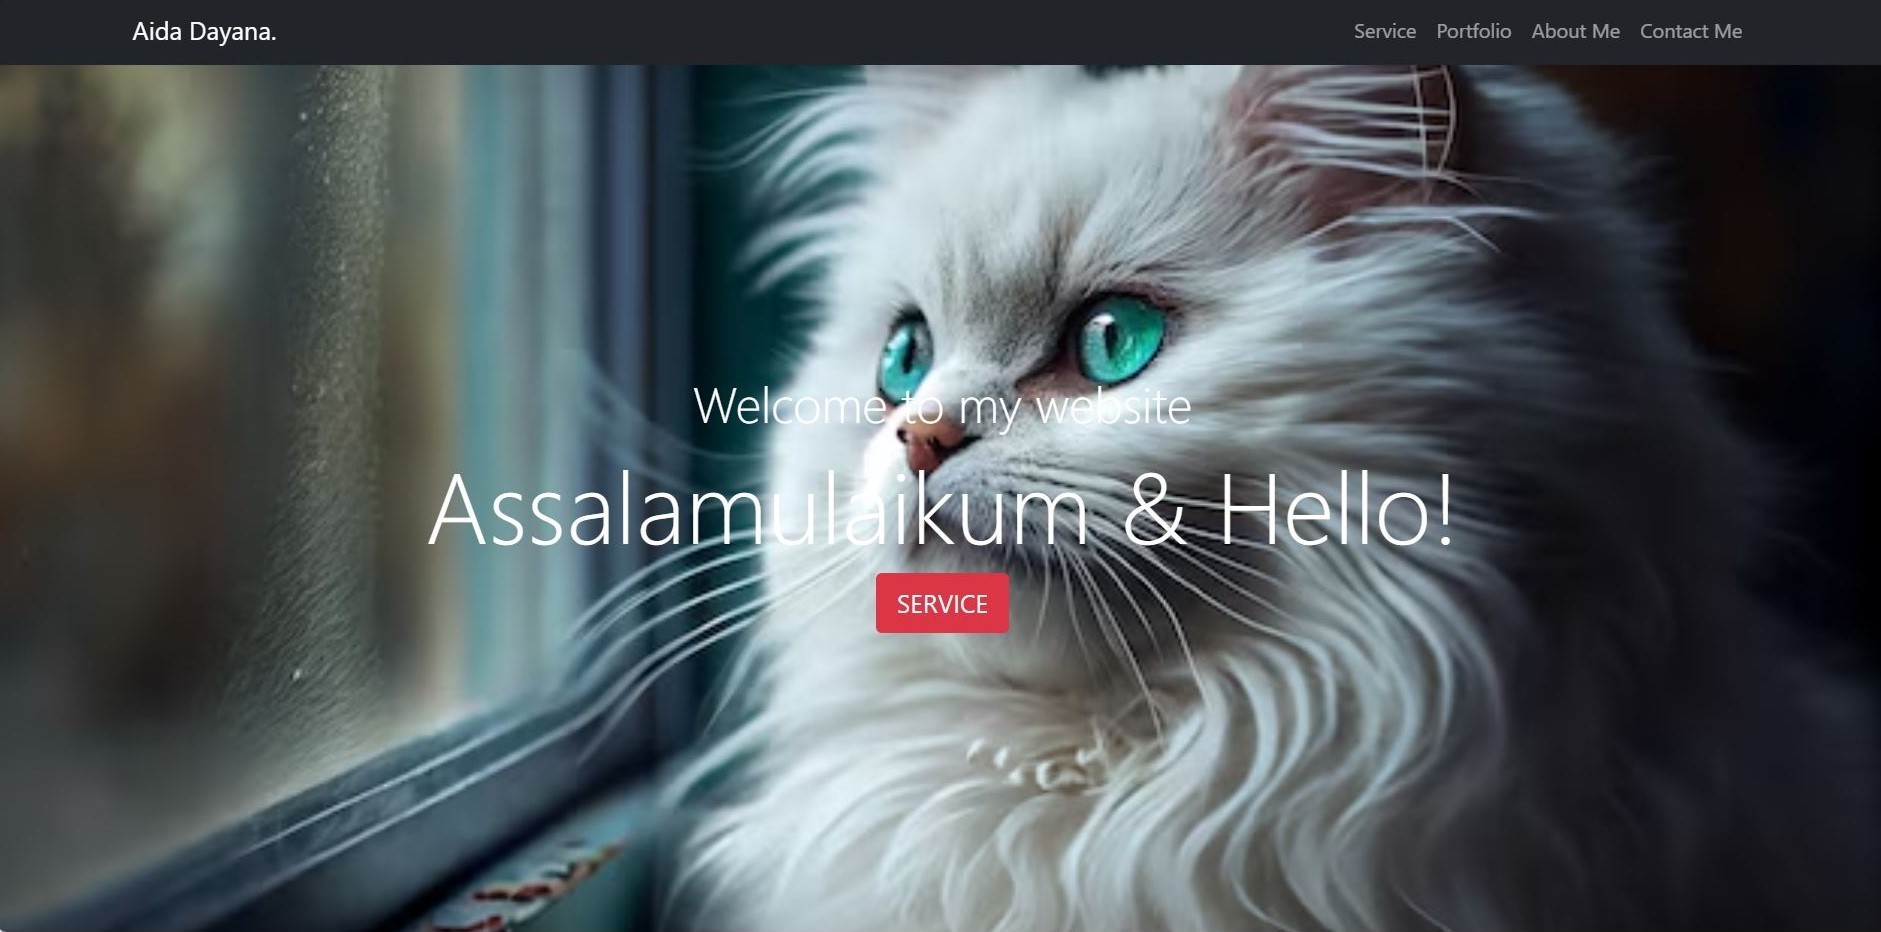 Aida Dayana.
Service Portfolio About Me Contact Me
Welcome to my website
Assalamulaikum & Hello!
SERVICE